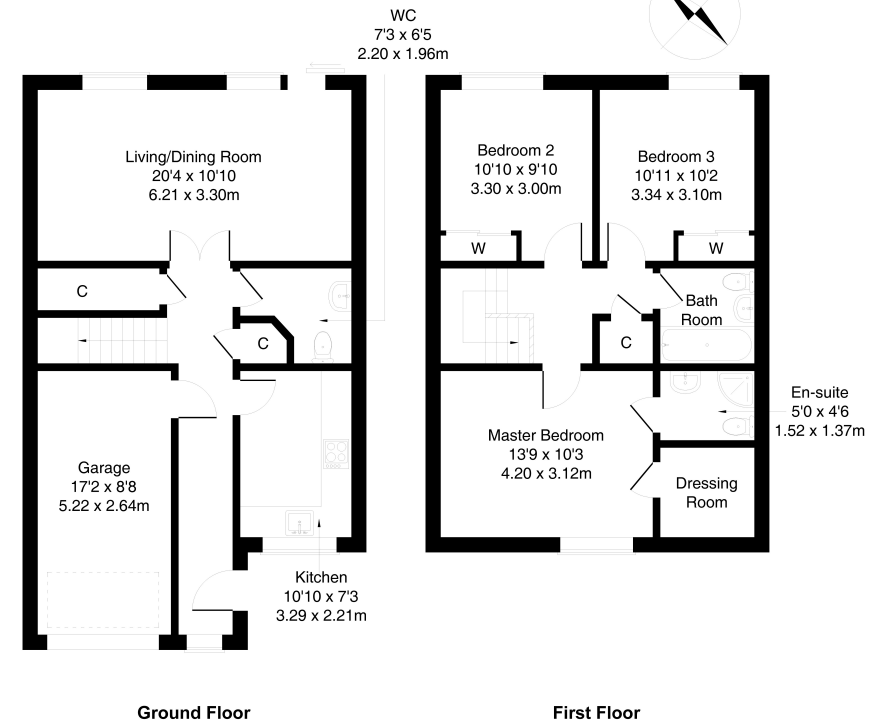 WC
7'3 x 6'5
2.20 x 1.96m
Living/Dining Room
20'4 x 10'10
6.21 x 3.30m
C
C
Garage
17'2 x 8'8
5.22 x 2.64m
Kitchen
10'10 x 7'3
3.29 x 2.21m
Ground Floor
Bedroom 2
10'10 x 9'10
3.30 x 3.00m
Bedroom 3
10'11 x 10'2
3.34 x 3.10m
W
W
Bath
Room
C
En-suite
5'0 x 4'6
1.52 x 1.37m
Master Bedroom
13'9 x 10'3
4.20 x 3.12m
Dressing
Room
First Floor